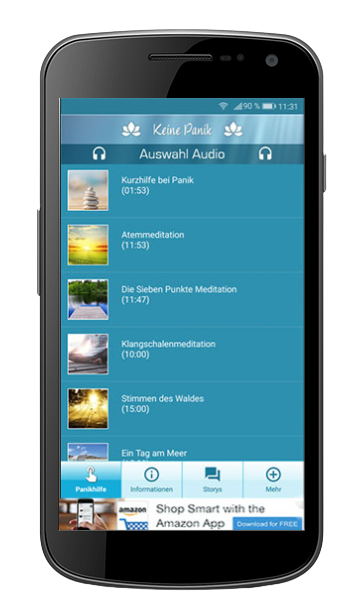 90 % 11:31
Keine Panik
Auswahl Audio
Kurzhilfe bei Panik
(01:53)
Atemmeditation
(11:53)
Die Sieben Punkte Meditation
(11:47)
Klangschalenmeditation
(10:00)
Stimmen des Waldes
(15:00)
Ein Tag am Meer
Panikhilfe
Informationen
Storys
Mehr
amazon
Shop Smart with the
Amazon App
Download for FREE